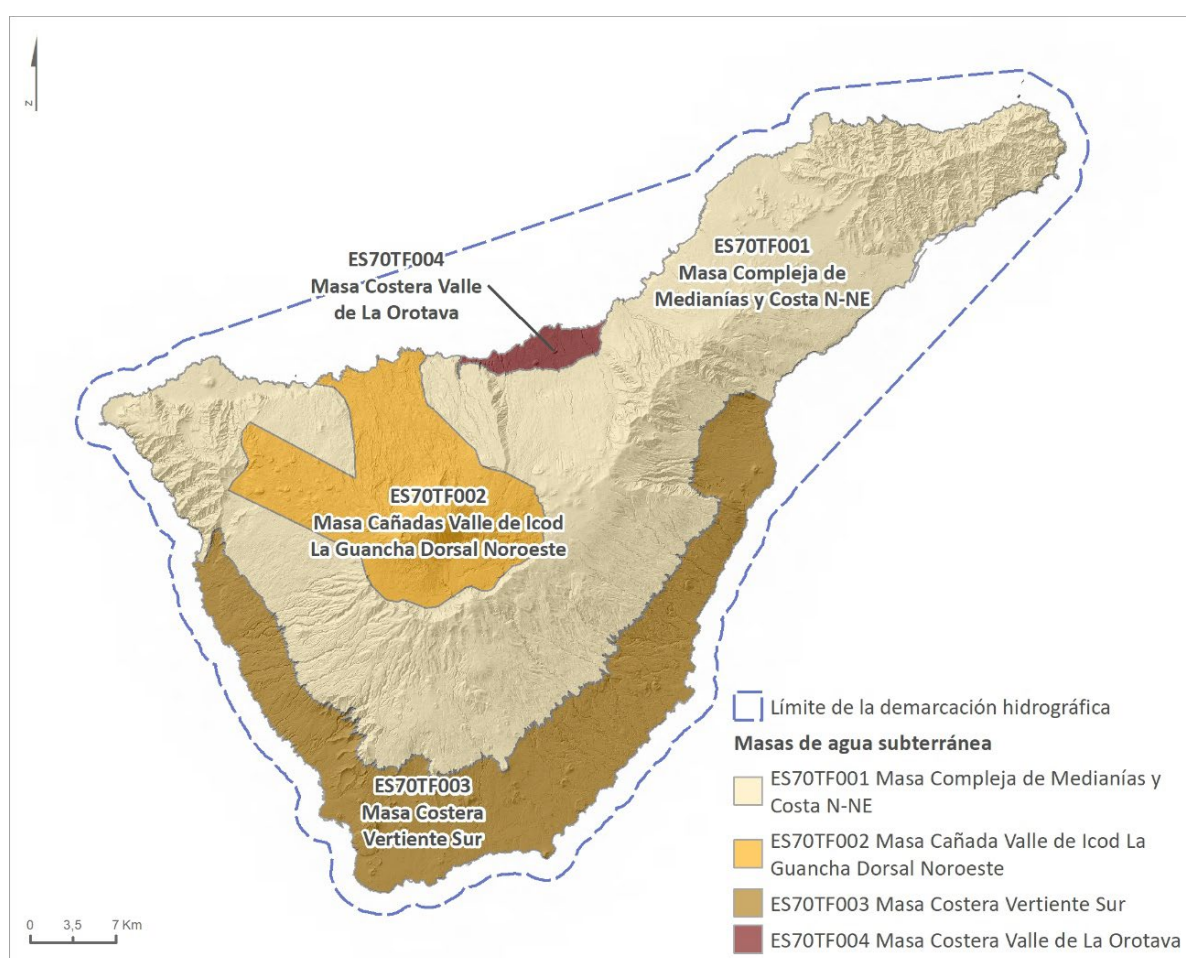 N
ES70TF001
Masa Compleja de
Medianías y Costa N-NE
ES70TF004
Masa Costera Valle
de La Orotava
ES70TF002
Masa Cañadas Valle de Icod
La Guancha Dorsal Noroeste
ES70TF003
Masa Costera
Vertiente Sur
Límite de la demarcación hidrográfica
Masas de agua subterránea
ES70TF001 Masa Compleja de Medianías y
Costa N-NE
ES70TF002 Masa Cañada Valle de Icod La
Guancha Dorsal Noroeste
ES70TF003 Masa Costera Vertiente Sur
ES70TF004 Masa Costera Valle de La Orotava
0 3,5 7 Km